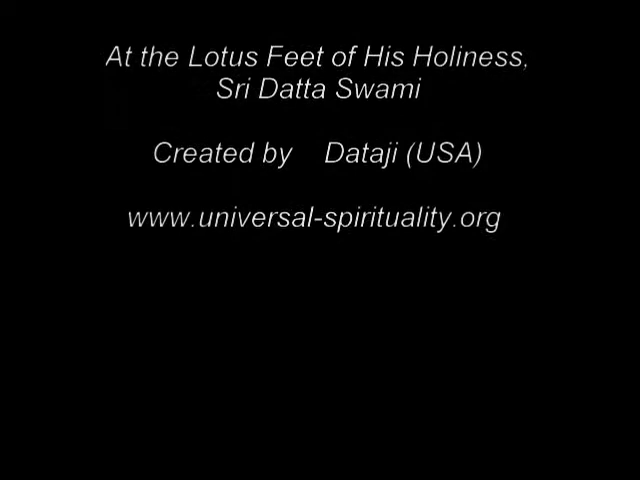 At the Lotus Feet of His Holiness,
Sri Datta Swami
Created by Dataji (USA)
www.universal-spirituality.org